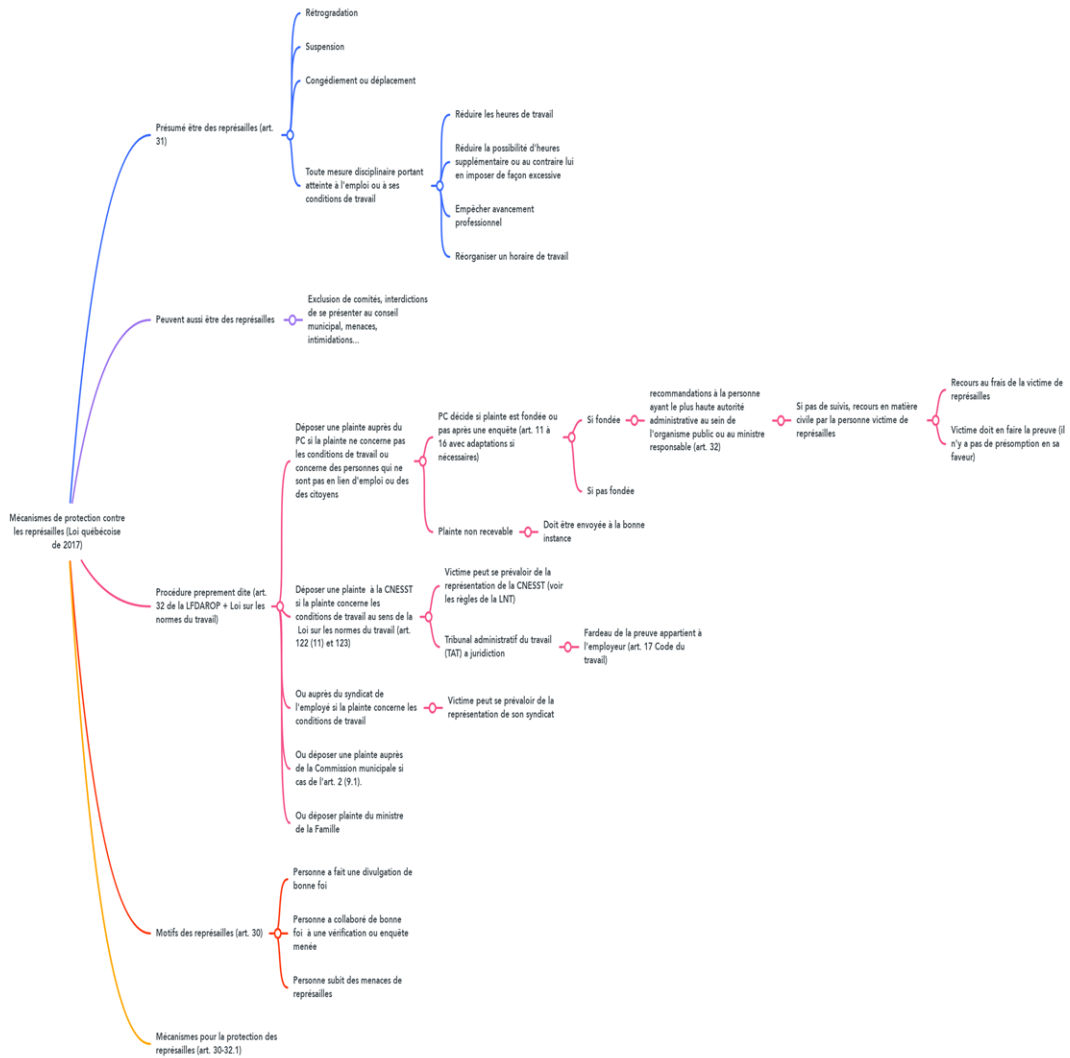 Mécanismes de protection contre
les représailles (Loi québécoise
de 2017)
Présumé être des représailles (art.
31)
Rétrogradation
Suspension
Congédiement ou déplacement
Toute mesure disciplinaire portant
atteinte à l'emploi ou à ses
conditions de travail
Réduire les heures de travail
Réduire la possibilité d'heures
supplémentaire ou au contraire lui
en imposer de façon excessive
Empêcher avancement
professionnel
Réorganiser un horaire de travail
Peuvent aussi être des représailles
Exclusion de comités, interdictions
de se présenter au conseil
municipal, menaces,
intimidations...
Procédure preprement dite (art.
32 de la LFDAROP + Loi sur les
normes du travail)
Déposer une plainte auprès du
PC si la plainte ne concerne pas
les conditions de travail ou
concerne des personnes qui ne
sont pas en lien d'emploi ou des
des citoyens
PC décide si plainte est fondée ou
pas après une enquête (art. 11 à
16 avec adaptations si
nécessaires)
Si fondée
recommandations à la personne
ayant le plus haute autorité
administrative au sein de
l'organisme public ou au ministre
responsable (art. 32)
Si pas de suivis, recours en matière
civile par la personne victime de
représailles
Recours au frais de la victime de
représailles
Victime doit en faire la preuve (il
n'y a pas de présomption en sa
faveur)
Si pas fondée
Plainte non recevable
Doit être envoyée à la bonne
instance
Déposer une plainte à la CNESST
si la plainte concerne les
conditions de travail au sens de la
Loi sur les normes du travail (art.
122 (11) et 123)
Victime peut se prévaloir de la
représentation de la CNESST (voir
les règles de la LNT)
Tribunal administratif du travail
(TAT) a juridiction
Fardeau de la preuve appartient à
l'employeur (art. 17 Code du
travail)
Ou auprès du syndicat de
l'employé si la plainte concerne les
conditions de travail
Victime peut se prévaloir de la
représentation de son syndicat
Ou déposer une plainte auprès
de la Commission municipale si
cas de l'art. 2 (9.1).
Ou déposer plainte du ministre
de la Famille
Motifs des représailles (art. 30)
Personne a fait une divulgation de
bonne foi
Personne a collaboré de bonne
foi à une vérification ou enquête
menée
Personne subit des menaces de
représailles
Mécanismes pour la protection des
représailles (art. 30-32.1)